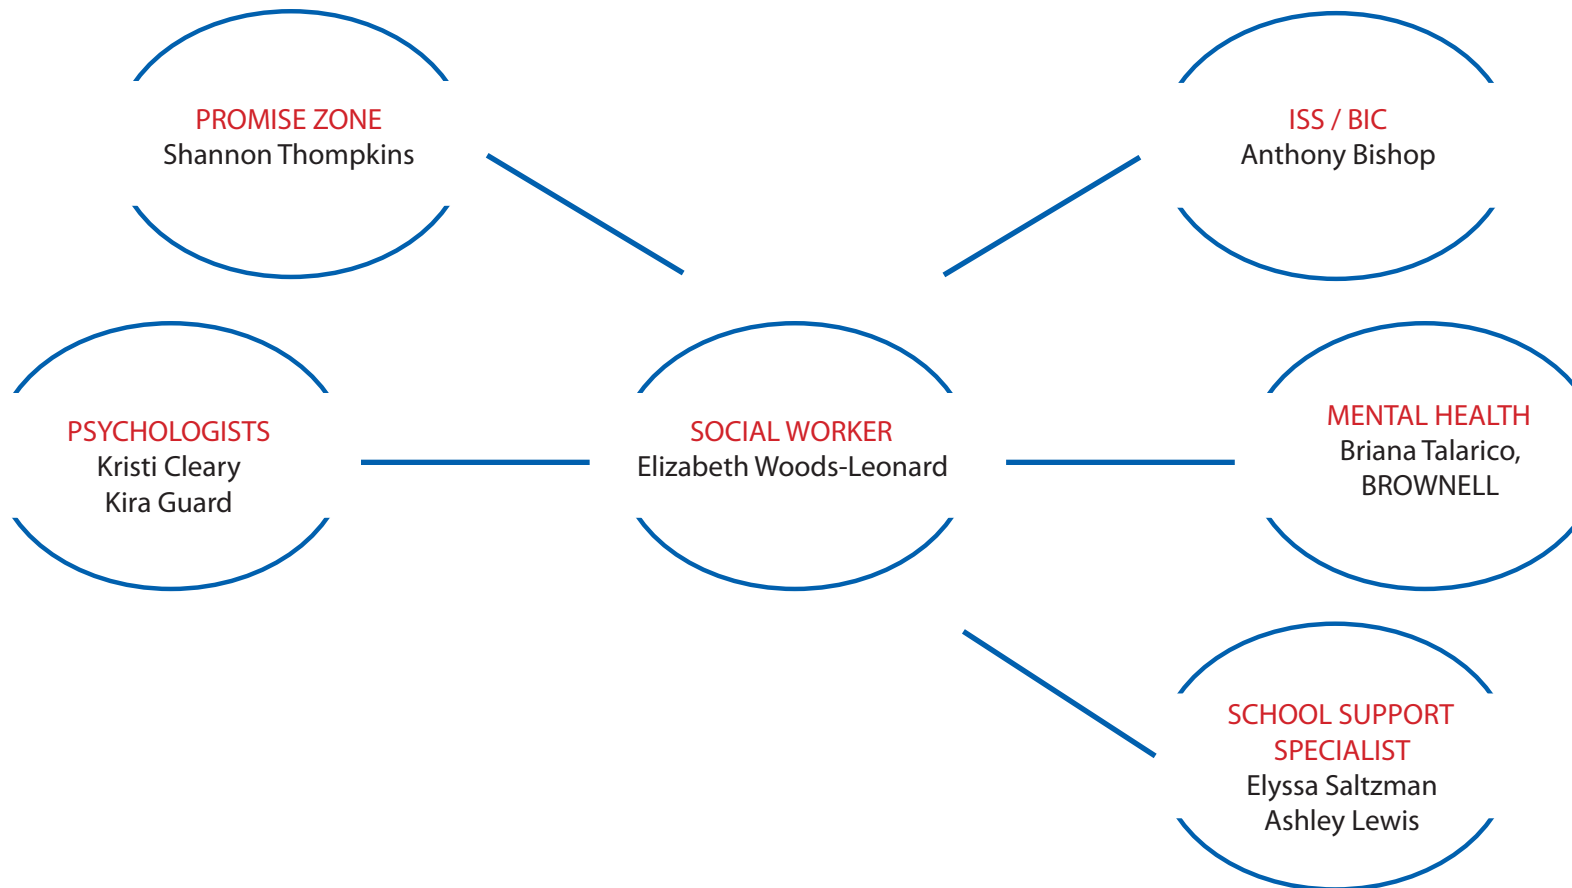 PROMISE ZONE
Shannon Thompkins
ISS / BIC
Anthony Bishop
PSYCHOLOGISTS
Kristi Cleary
Kira Guard
SOCIAL WORKER
Elizabeth Woods-Leonard
MENTAL HEALTH
Briana Talarico,
BROWNELL
SCHOOL SUPPORT
SPECIALIST
Elyssa Saltzman
Ashley Lewis